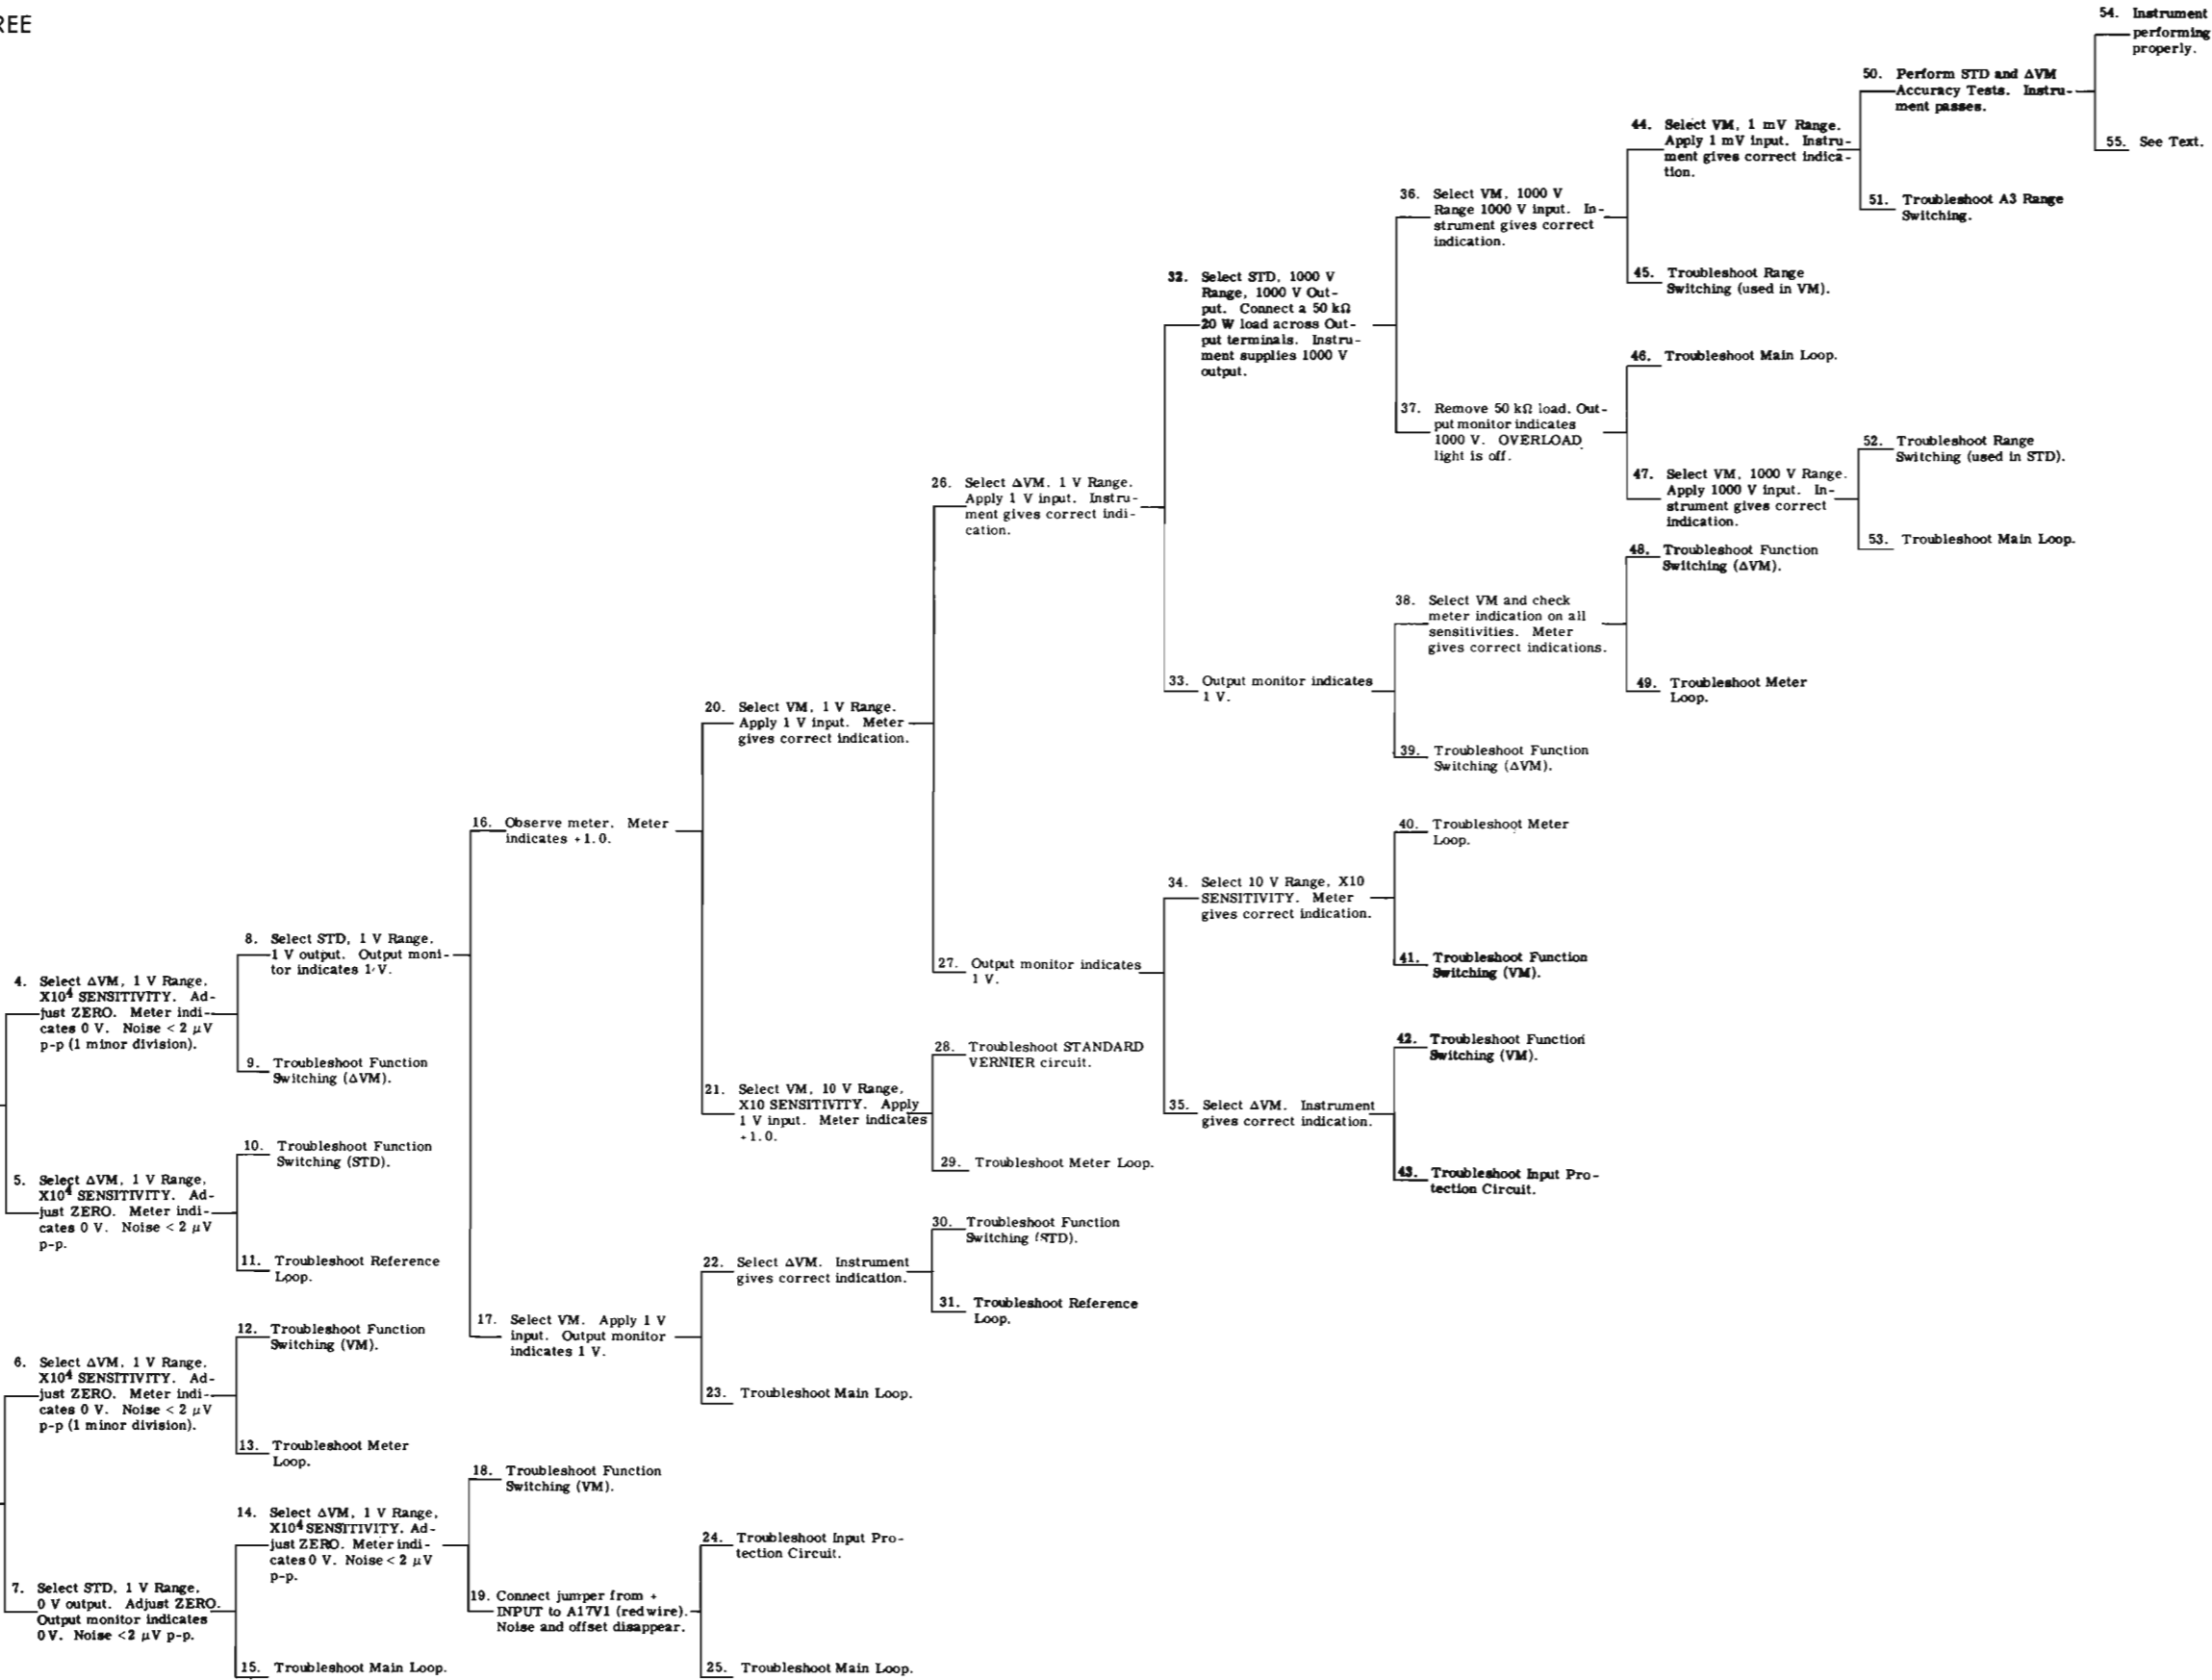 REE
4. Select ΔVM, 1 V Range.
X10⁴ SENSITIVITY. Ad-
just ZERO. Meter indi-
cates 0 V. Noise < 2 μV
p-p (1 minor division).
5. Select ΔVM, 1 V Range,
X10⁴ SENSITIVITY. Ad-
just ZERO. Meter indi-
cates 0 V. Noise < 2 μV
p-p.
6. Select ΔVM, 1 V Range.
X10⁴ SENSITIVITY. Ad-
just ZERO. Meter indi-
cates 0 V. Noise < 2 μV
p-p (1 minor division).
7. Select STD, 1 V Range,
0 V output. Adjust ZERO.
Output monitor indicates
0V. Noise <2 μV p-p.
8. Select STD, 1 V Range.
1 V output. Output moni-
tor indicates 1 V.
9. Troubleshoot Function
Switching (ΔVM).
10. Troubleshoot Function
Switching (STD).
11. Troubleshoot Reference
Loop.
12. Troubleshoot Function
Switching (VM).
13. Troubleshoot Meter
Loop.
14. Select ΔVM, 1 V Range,
X10⁴ SENSITIVITY. Ad-
just ZERO. Meter indi-
cates 0 V. Noise < 2 μV
p-p.
15. Troubleshoot Main Loop.
16. Observe meter. Meter
indicates +1.0.
17. Select VM. Apply 1 V
input. Output monitor
indicates 1 V.
18. Troubleshoot Function
Switching (VM).
19. Connect jumper from +
INPUT to A17V1 (red wire).
Noise and offset disappear.
20. Select VM, 1 V Range.
Apply 1 V input. Meter
gives correct indication.
21. Select VM, 10 V Range,
X10 SENSITIVITY. Apply
1 V input. Meter indicates
+1.0.
22. Select ΔVM. Instrument
gives correct indication.
23. Troubleshoot Main Loop.
24. Troubleshoot Input Pro-
tection Circuit.
25. Troubleshoot Main Loop.
26. Select ΔVM. 1 V Range.
Apply 1 V input. Instru-
ment gives correct indi-
cation.
27. Output monitor indicates
1 V.
28. Troubleshoot STANDARD
VERNIER circuit.
29. Troubleshoot Meter Loop.
30. Troubleshoot Function
Switching (STD).
31. Troubleshoot Reference
Loop.
32. Select STD, 1000 V
Range, 1000 V Out-
put. Connect a 50 kΩ
20 W load across Out-
put terminals. Instru-
ment supplies 1000 V
output.
33. Output monitor indicates
1 V.
34. Select 10 V Range, X10
SENSITIVITY. Meter
gives correct indication.
35. Select ΔVM. Instrument
gives correct indication.
36. Select VM, 1000 V
Range 1000 V input. In-
strument gives correct
indication.
37. Remove 50 kΩ load. Out-
put monitor indicates
1000 V. OVERLOAD
light is off.
38. Select VM and check
meter indication on all
sensitivities. Meter
gives correct indications.
39. Troubleshoot Function
Switching (ΔVM).
40. Troubleshoot Meter
Loop.
41. Troubleshoot Function
Switching (VM).
42. Troubleshoot Function
Switching (VM).
43. Troubleshoot Input Pro-
tection Circuit.
44. Select VM, 1 mV Range.
Apply 1 mV input. Instru-
ment gives correct indica-
tion.
45. Troubleshoot Range
Switching (used in VM).
46. Troubleshoot Main Loop.
47. Select VM, 1000 V Range.
Apply 1000 V input. In-
strument gives correct
indication.
48. Troubleshoot Function
Switching (ΔVM).
49. Troubleshoot Meter
Loop.
50. Perform STD and ΔVM
Accuracy Tests. Instru-
ment passes.
51. Troubleshoot A3 Range
Switching.
52. Troubleshoot Range
Switching (used in STD).
53. Troubleshoot Main Loop.
54. Instrument
performing
properly.
55. See Text.